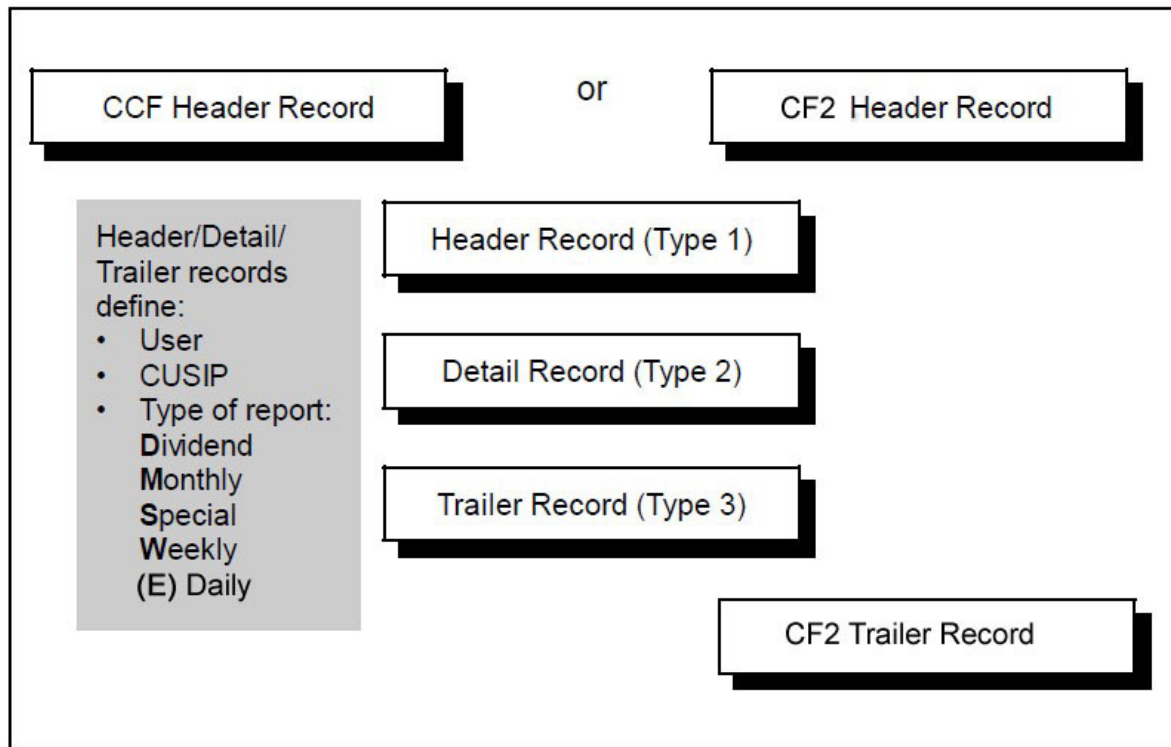 CCF Header Record
or
CF2 Header Record
Header/Detail/
Trailer records
define:
• User
• CUSIP
• Type of report:
Dividend
Monthly
Special
Weekly
(E) Daily
Header Record (Type 1)
Detail Record (Type 2)
Trailer Record (Type 3)
CF2 Trailer Record